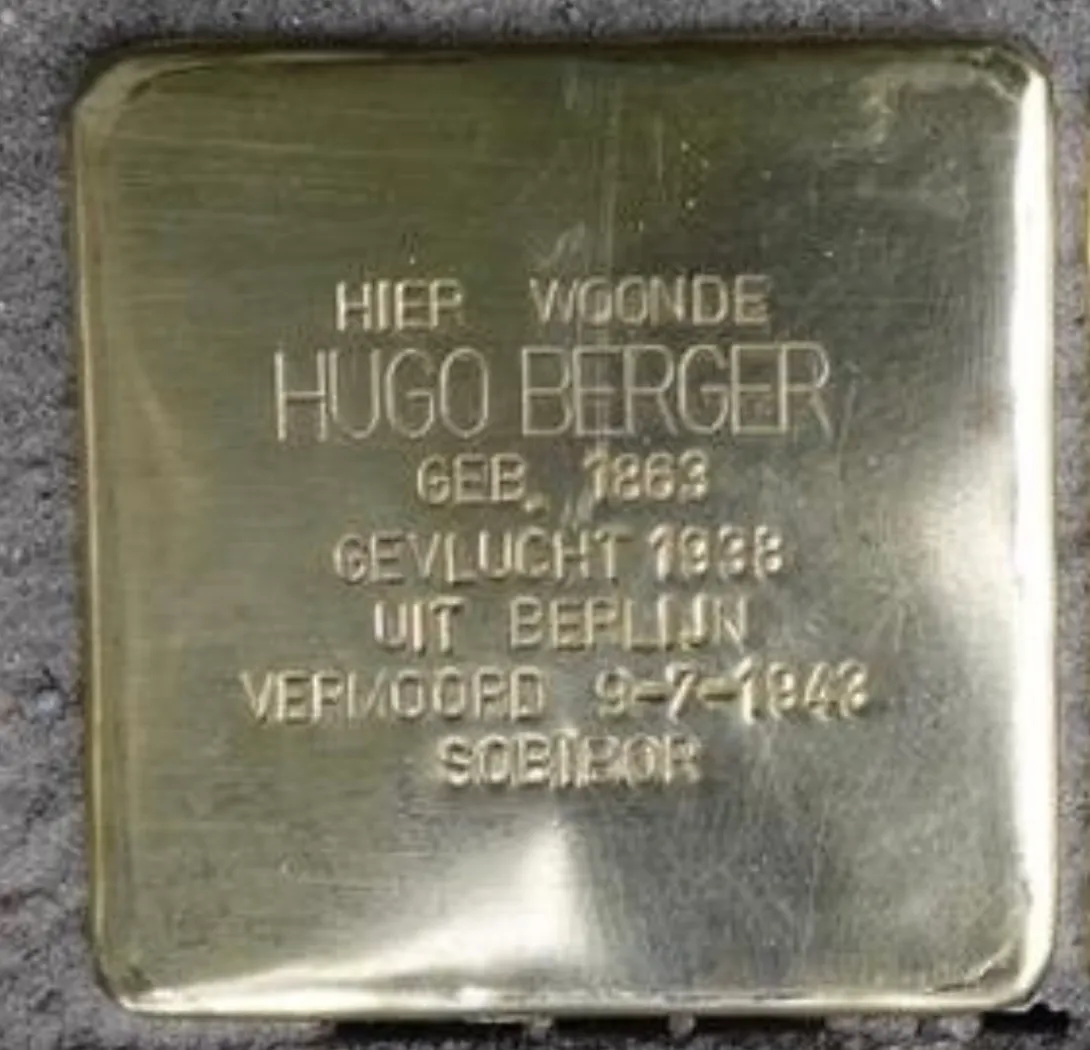 HIER WOONDE
HUGO BERGER
GEB. 1863
GEVLUCHT 1938
UIT BERLIJN
VERMOORD 9-7-1943
SOBIBOR